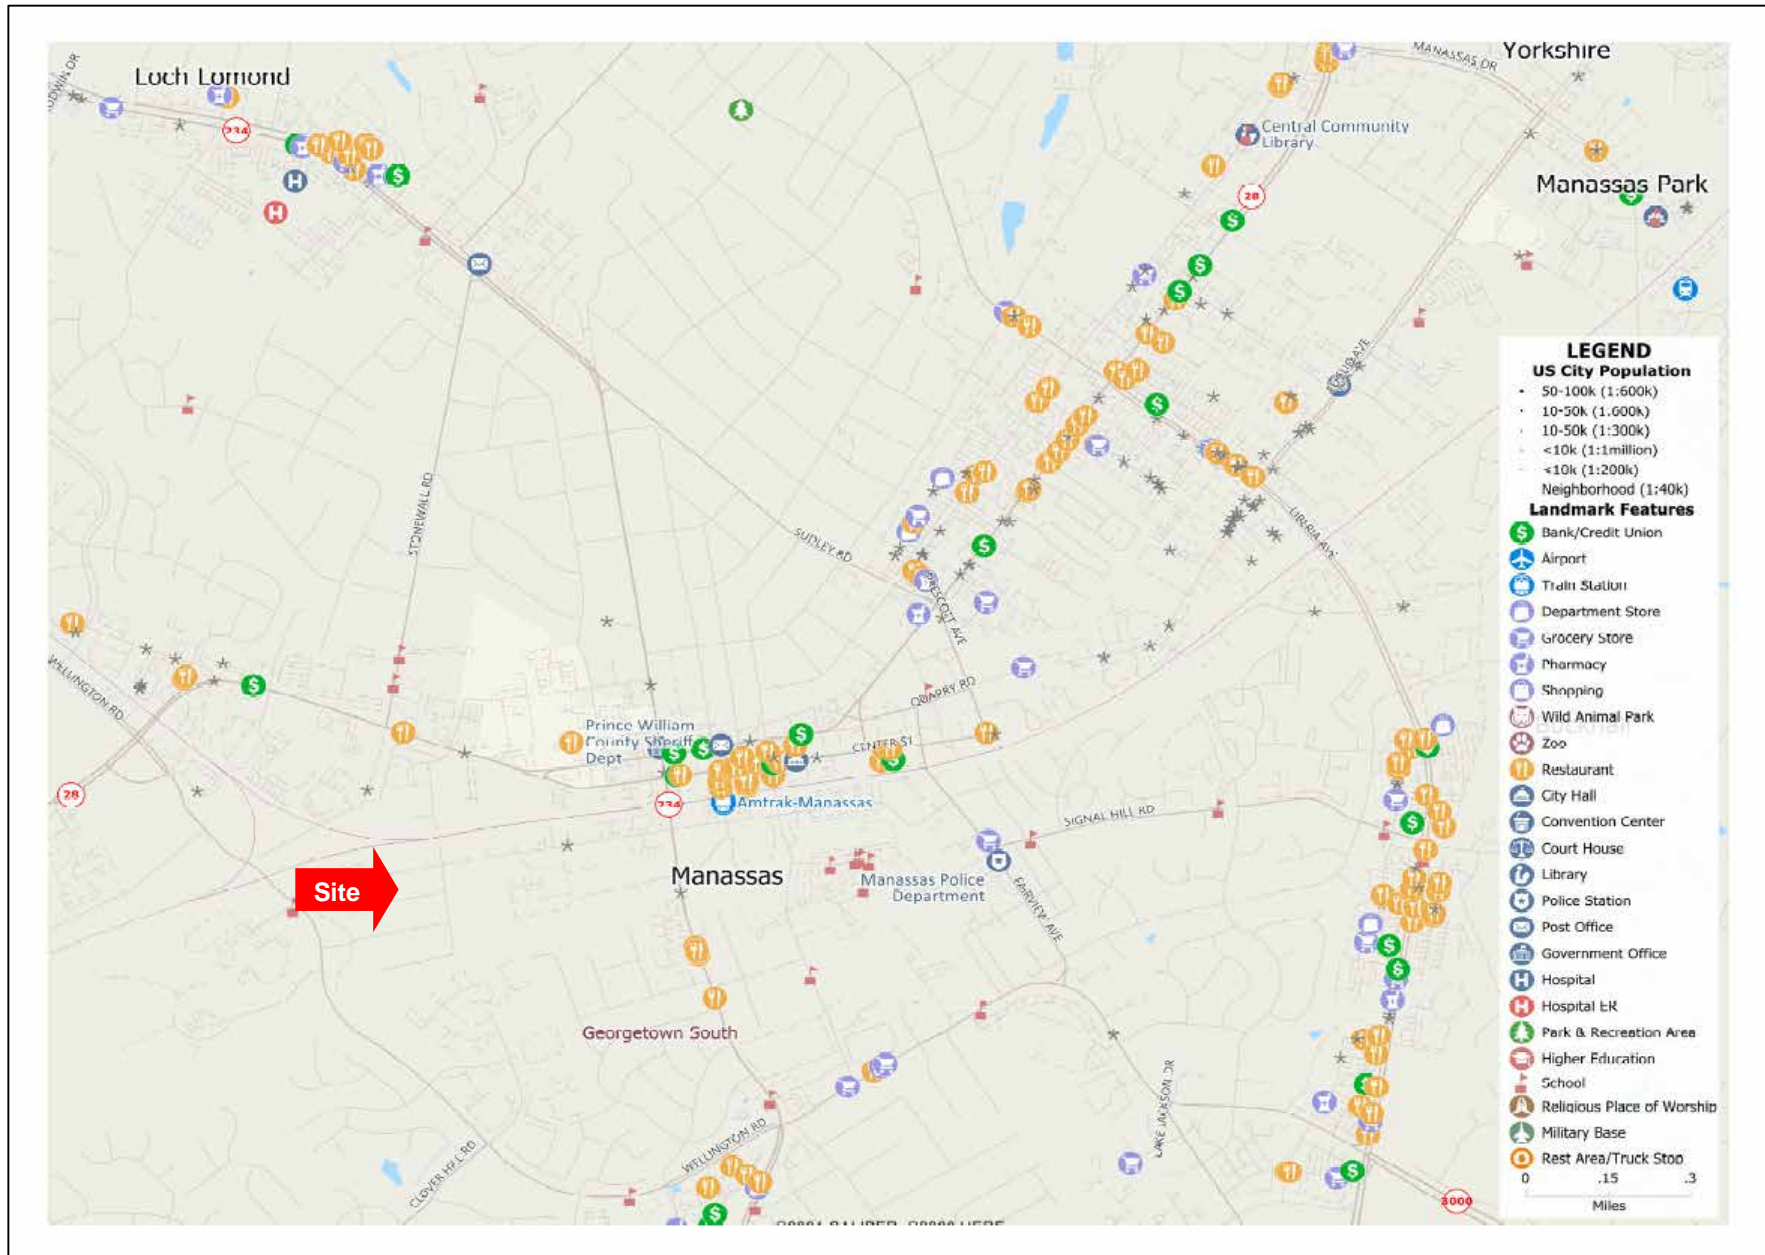 Yorkshire
MANASSAS DR
Loch Lomond
234
Central Community
Library
Manassas Park
28
STONEWALL RD
SUDLEY RD
PRESCOTT AVE
LIBERIA AVE
WELLINGTON RD
QUARRY RD
Prince William
County Sheriff
Dept
CENTER ST
28
234
Amtrak-Manassas
SIGNAL HILL RD
Site
Manassas
Manassas Police
Department
FAIRVIEW AVE
Georgetown South
LAKE JACKSON DR
WELLINGTON RD
CLOVER HILL RD
3000
LEGEND
US City Population
50-100k (1:600k)
10-50k (1:600k)
10-50k (1:300k)
<10k (1:1million)
<10k (1:200k)
Neighborhood (1:40k)
Landmark Features
Bank/Credit Union
Airport
Train Station
Department Store
Grocery Store
Pharmacy
Shopping
Wild Animal Park
Zoo
Restaurant
City Hall
Convention Center
Court House
Library
Police Station
Post Office
Government Office
Hospital
Hospital ER
Park & Recreation Area
Higher Education
School
Religious Place of Worship
Military Base
Rest Area/Truck Stop
0 .15 .3
Miles